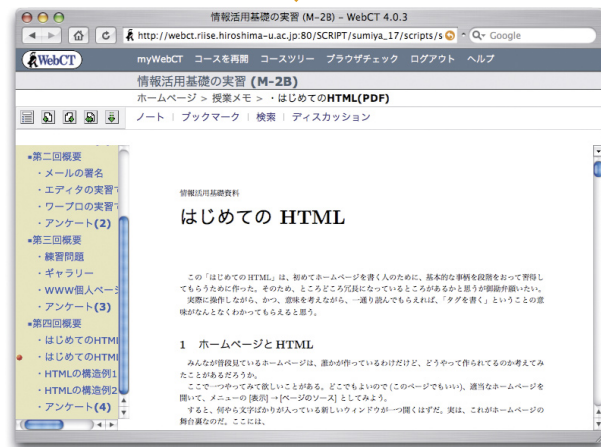 情報活用基礎の実習 (M-2B) – WebCT 4.0.3
http://webct.riise.hiroshima-u.ac.jp:80/SCRIPT/sumiya_17/scripts/s
Google
WebCT
myWebCT コースを再開 コースツリー ブラウザチェック ログアウト ヘルプ
情報活用基礎の実習 (M-2B)
ホームページ > 授業メモ > ・はじめてのHTML(PDF)
ノート | ブックマーク | 検索 | ディスカッション
▪第二回概要
・メールの署名
・エディタの実習
・ワープロの実習
・アンケート(2)
▪第三回概要
・練習問題
・ギャラリー
・WWW個人ペー
・アンケート(3)
▪第四回概要
・はじめてのHTM
・はじめてのHTM
・HTMLの構造例1
・HTMLの構造例2
・アンケート(4)
情報活用基礎資料
はじめての HTML
この「はじめての HTML」は、初めてホームページを書く人のために、基本的な事柄を段階をおって習得し
てもらうために作った。そのため、ところどころ冗長になっているところがあるかと思うが御勘弁願いたい。
実際に操作しながら、かつ、意味を考えながら、一通り読んでもらえれば、「タグを書く」ということの意
味がなんとなくわかってもらえると思う。
1 ホームページと HTML
みんなが普段見ているホームページは、誰かが作っているわけだけど、どうやって作られてるのか考えてみ
たことがあるだろうか。
ここで一つやってみて欲しいことがある。どこでもよいので (このページでもいい)、適当なホームページを
開いて、メニューの [表示] → [ページのソース] としてみよう。
すると、何やら文字ばかりが入っている新しいウィンドウが一つ開くはずだ。実は、これがホームページの
舞台裏なのだ。ここには、